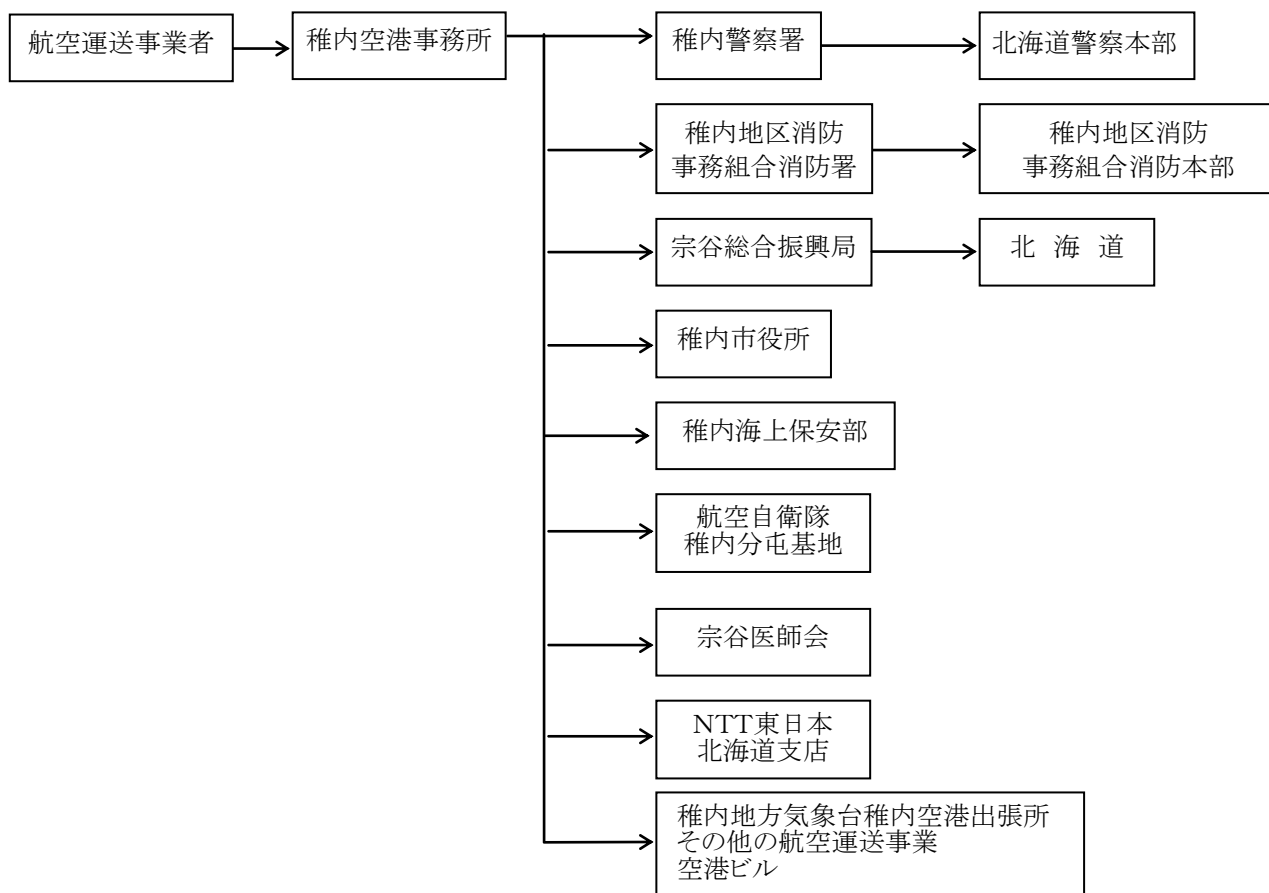 航空運送事業者
稚内空港事務所
稚内警察署
北海道警察本部
稚内地区消防
事務組合消防署
稚内地区消防
事務組合消防本部
宗谷総合振興局
北 海 道
稚内市役所
稚内海上保安部
航空自衛隊
稚内分屯基地
宗谷医師会
NTT東日本
北海道支店
稚内地方気象台稚内空港出張所
その他の航空運送事業
空港ビル